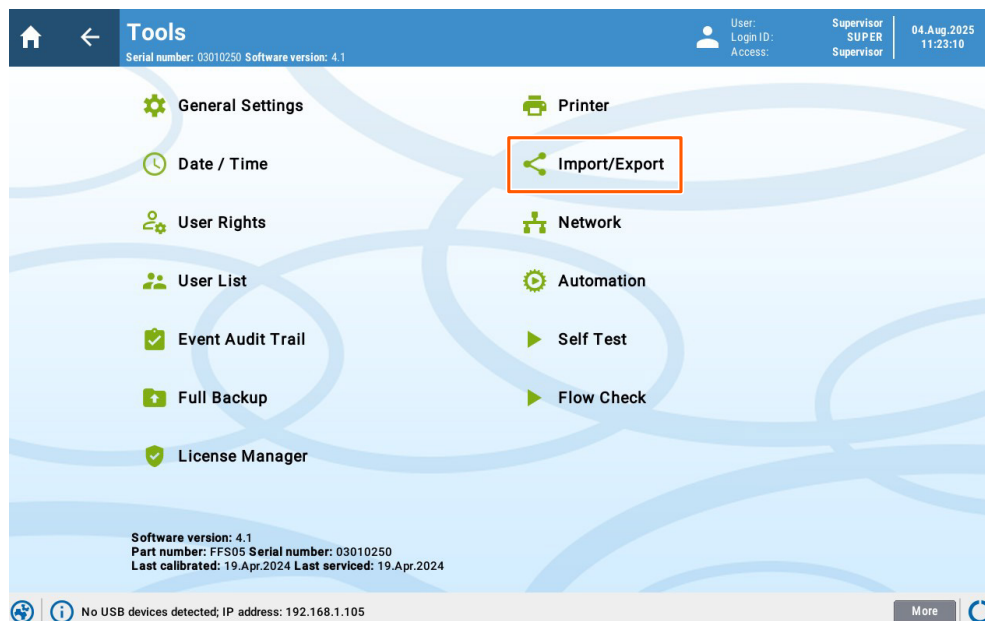 Tools
Serial number: 03010250 Software version: 4.1
User: Supervisor
Login ID: SUPER
Access: Supervisor
04.Aug.2025
11:23:10
General Settings
Printer
Date / Time
Import/Export
User Rights
Network
User List
Automation
Event Audit Trail
Self Test
Full Backup
Flow Check
License Manager
Software version: 4.1
Part number: FFS05 Serial number: 03010250
Last calibrated: 19.Apr.2024 Last serviced: 19.Apr.2024
No USB devices detected; IP address: 192.168.1.105
More